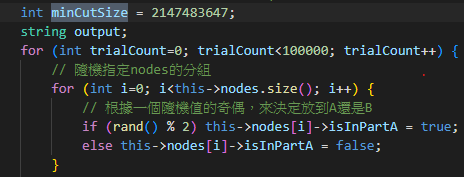 int minCutSize = 2147483647;
string output;
for (int trialCount=0; trialCount<100000; trialCount++) {
// 隨機指定nodes的分組
for (int i=0; i<this->nodes.size(); i++) {
// 根據一個隨機值的奇偶，來決定放到A還是B
if (rand() % 2) this->nodes[i]->isInPartA = true;
else this->nodes[i]->isInPartA = false;
}